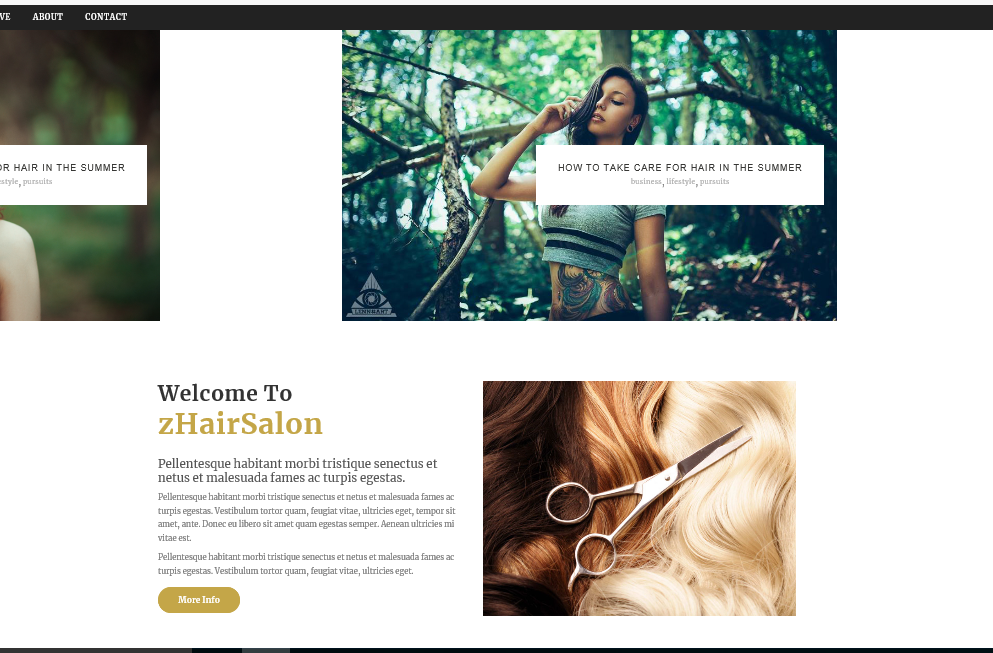 VE ABOUT CONTACT
OR HAIR IN THE SUMMER
estyle, pursuits
HOW TO TAKE CARE FOR HAIR IN THE SUMMER
business, lifestyle, pursuits
LENNGART
Welcome To
zHairSalon
Pellentesque habitant morbi tristique senectus et
netus et malesuada fames ac turpis egestas.
Pellentesque habitant morbi tristique senectus et netus et malesuada fames ac
turpis egestas. Vestibulum tortor quam, feugiat vitae, ultricies eget, tempor sit
amet, ante. Donec eu libero sit amet quam egestas semper. Aenean ultricies mi
vitae est.
Pellentesque habitant morbi tristique senectus et netus et malesuada fames ac
turpis egestas. Vestibulum tortor quam, feugiat vitae, ultricies eget.
More Info